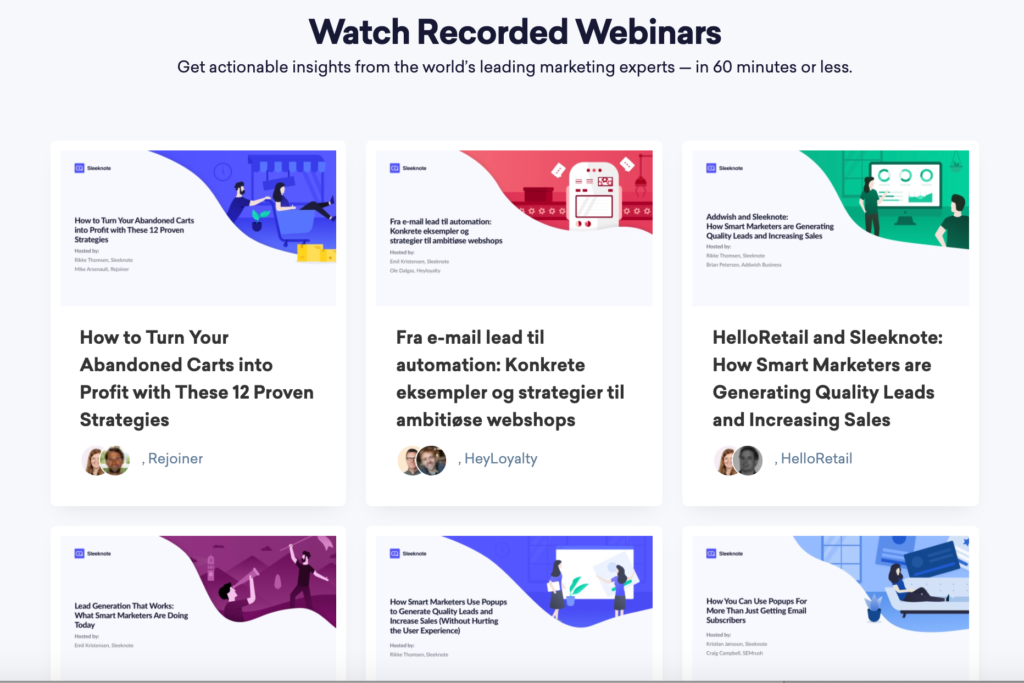 Watch Recorded Webinars
Get actionable insights from the world's leading marketing experts — in 60 minutes or less.
Sleeknote
How to Turn Your Abandoned Carts
into Profit with These 12 Proven
Strategies
Hosted by:
Rikke Thomsen, Sleeknote
Mike Arsenault, Rejoiner
How to Turn Your
Abandoned Carts into
Profit with These 12 Proven
Strategies
, Rejoiner
Sleeknote
Fra e-mail lead til automation:
Konkrete eksempler og
strategier til ambitiøse webshops
Hosted by:
Emil Kristensen, Sleeknote
Ole Dalgas, Heyloyalty
Fra e-mail lead til
automation: Konkrete
eksempler og strategier til
ambitiøse webshops
, HeyLoyalty
Sleeknote
Addwish and Sleeknote:
How Smart Marketers are Generating
Quality Leads and Increasing Sales
Hosted by:
Rikke Thomsen, Sleeknote
Brian Petersen, Addwish Business
HelloRetail and Sleeknote:
How Smart Marketers are
Generating Quality Leads
and Increasing Sales
, HelloRetail
Sleeknote
Lead Generation That Works:
What Smart Marketers Are Doing
Today
Hosted by:
Emil Kristensen, Sleeknote
Sleeknote
How Smart Marketers Use Popups
to Generate Quality Leads and
Increase Sales (Without Hurting
the User Experience)
Hosted by:
Rikke Thomsen, Sleeknote
Sleeknote
How You Can Use Popups For
More Than Just Getting Email
Subscribers
Hosted by:
Kristian Jønsson, Sleeknote
Craig Campbell, SEMrush